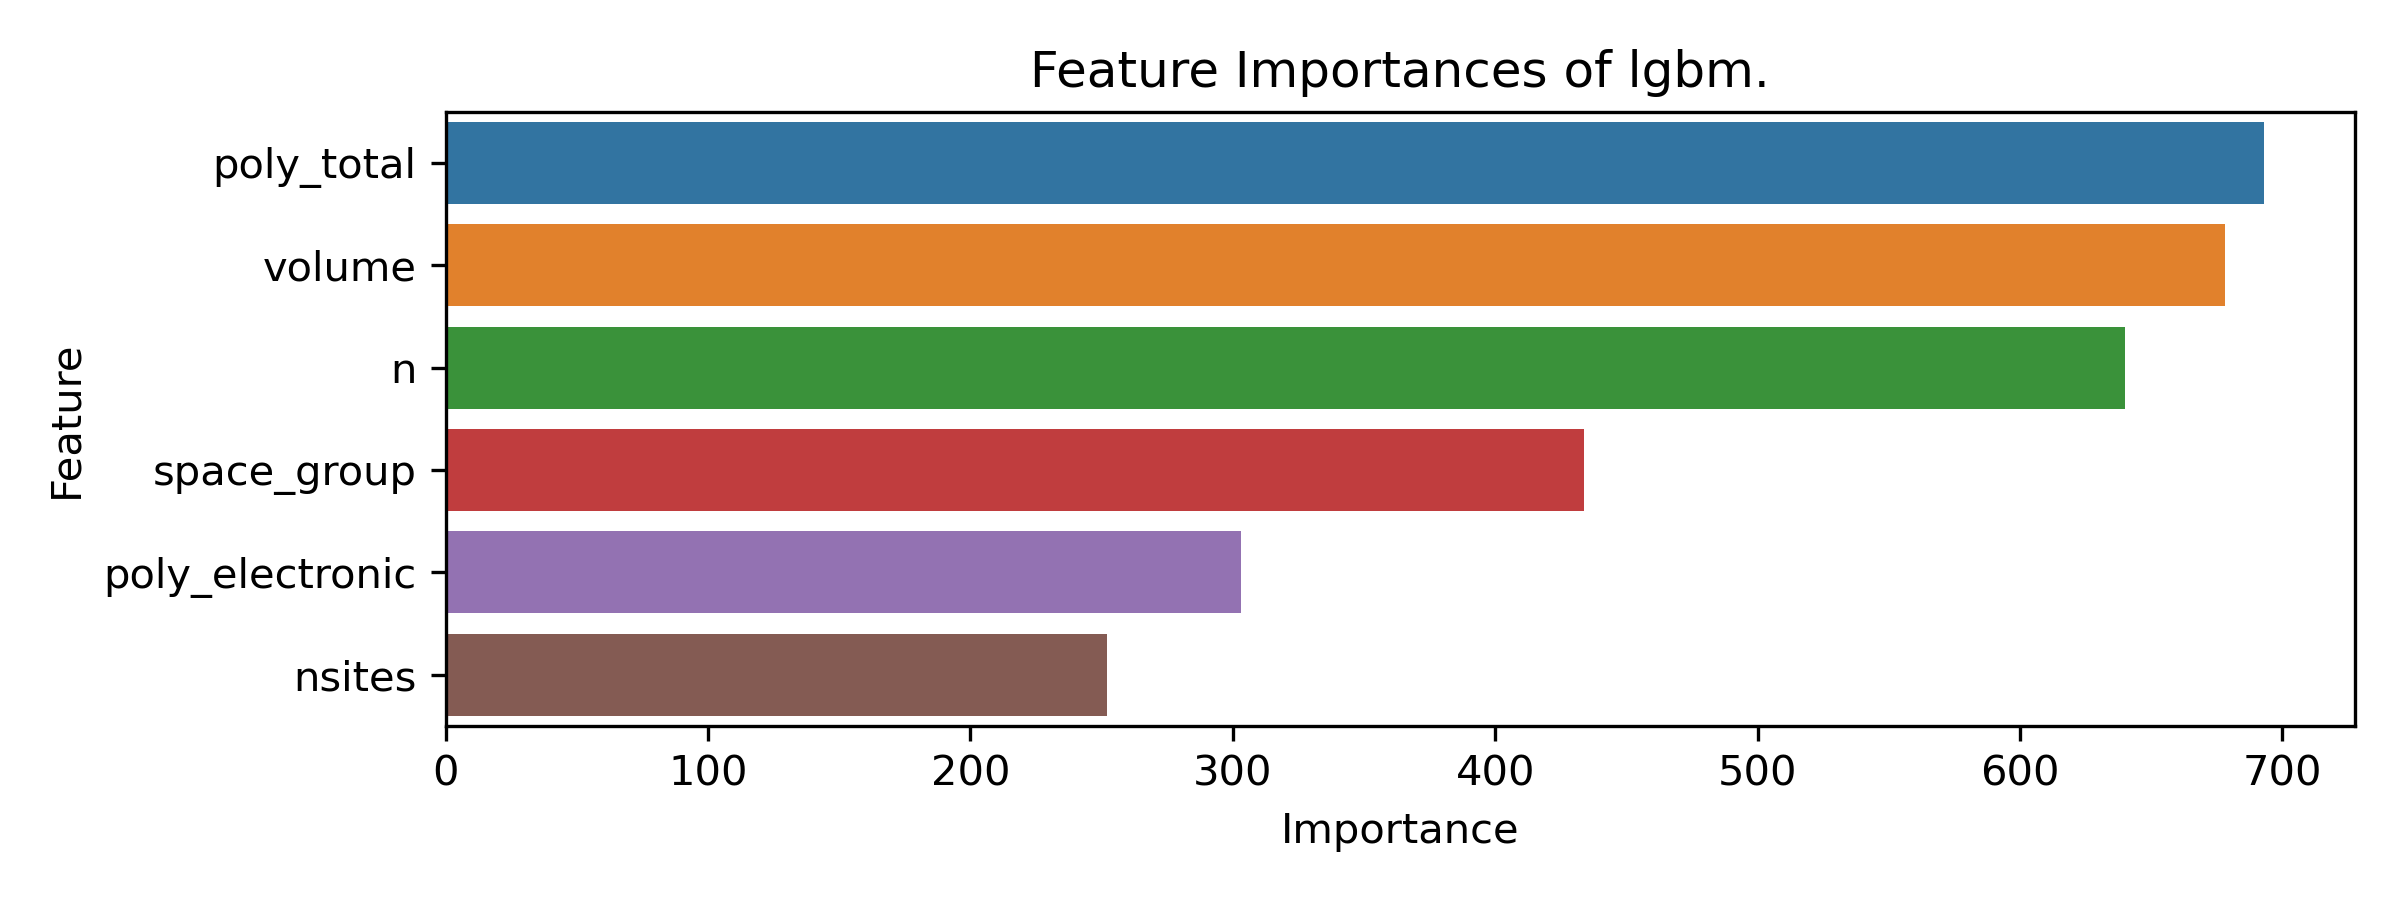 Feature Importances of lgbm.
Feature
poly_total
volume
n
space_group
poly_electronic
nsites
0 100 200 300 400 500 600 700
Importance